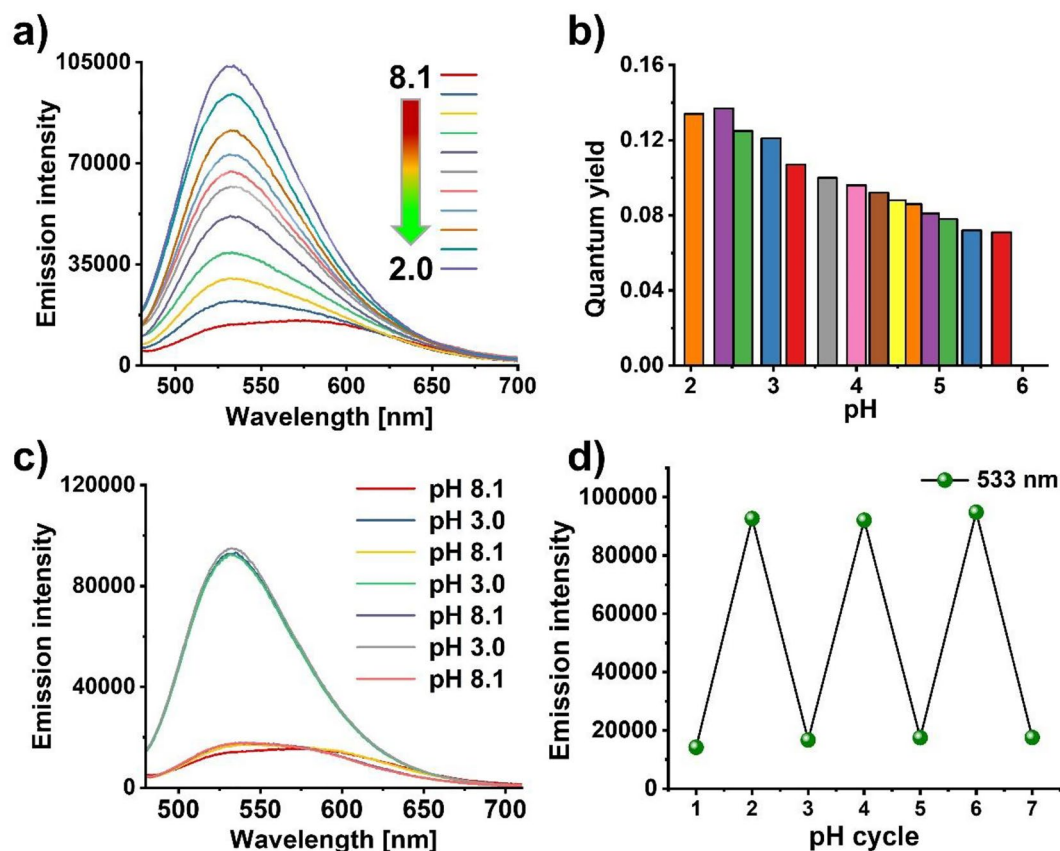 a)
105000
70000
35000
0
Emission intensity
8.1
2.0
500 550 600 650 700
Wavelength [nm]
b)
0.16
0.12
0.08
0.04
0.00
Quantum yield
2 3 4 5 6
pH
c)
120000
80000
40000
0
Emission intensity
pH 8.1
pH 3.0
pH 8.1
pH 3.0
pH 8.1
pH 3.0
pH 8.1
500 550 600 650 700
Wavelength [nm]
d)
533 nm
100000
80000
60000
40000
20000
0
Emission intensity
1 2 3 4 5 6 7
pH cycle